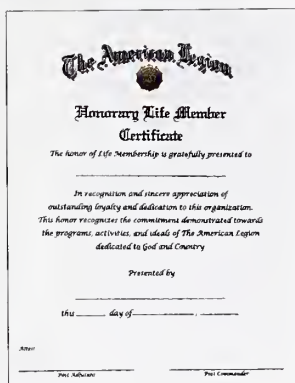 The American Legion
Honorary Life Member
Certificate
The honor of Life Membership is gratefully presented to
In recognition and sincere appreciation of
outstanding loyalty and dedication to this organization.
This honor recognizes the commitment demonstrated towards
the programs, activities, and ideals of The American Legion
dedicated to God and Country
Presented by
this day of , .
Attest
Post Adjutant Post Commander